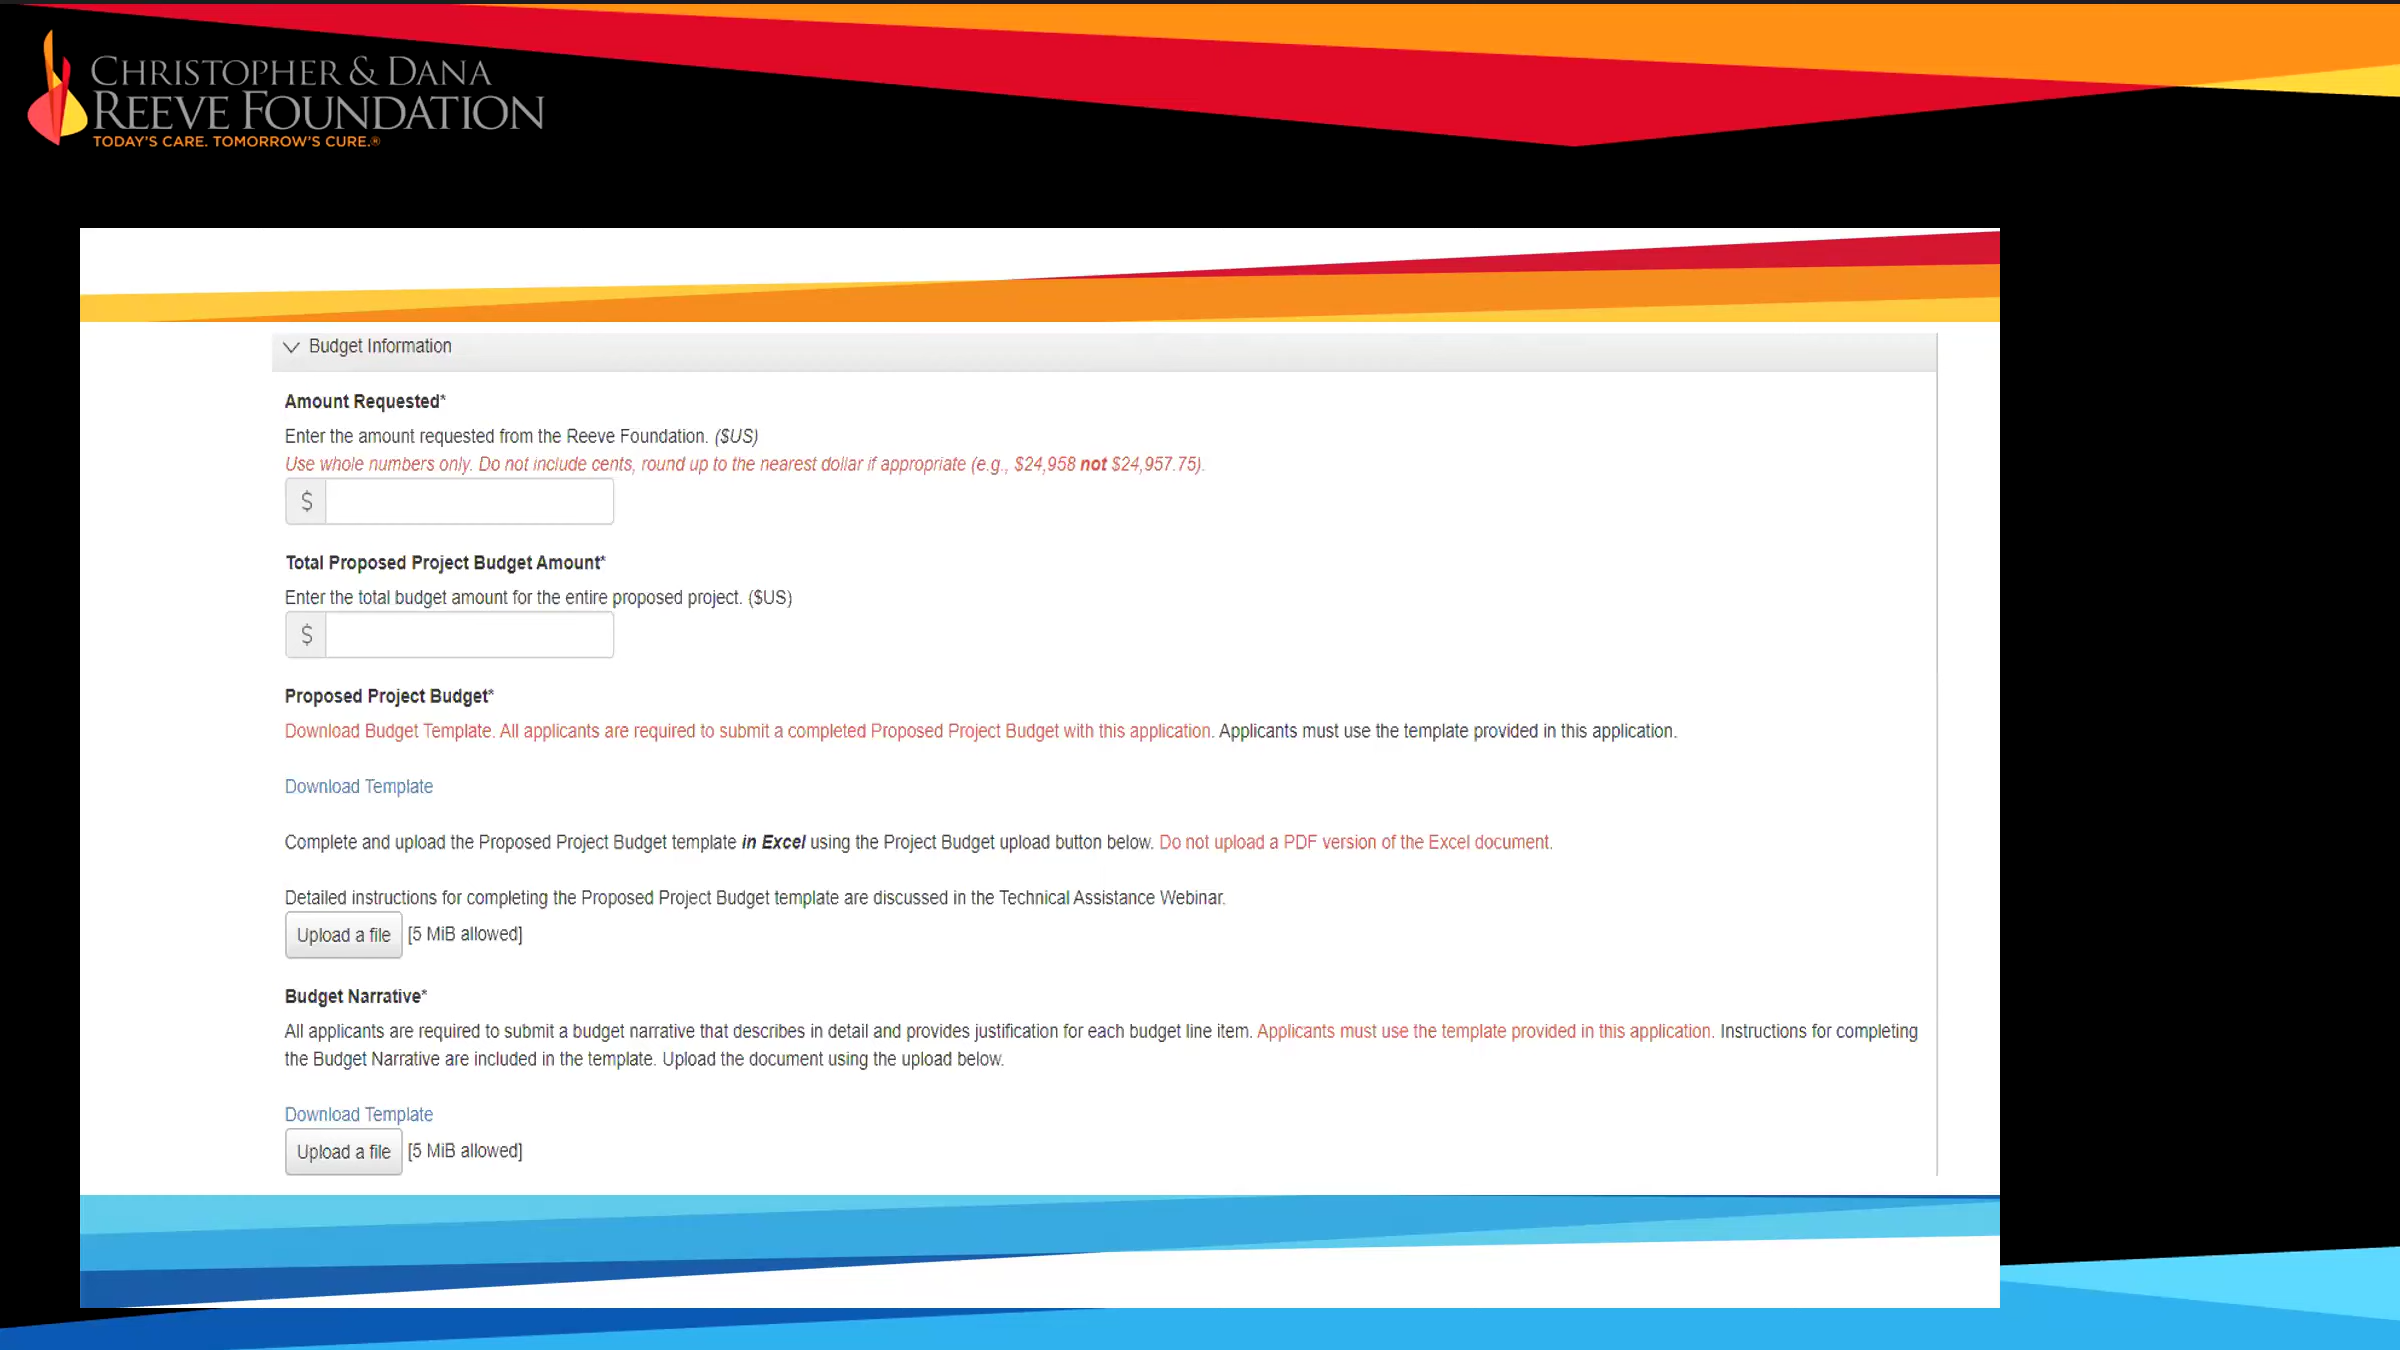 CHRISTOPHER & DANA
REEVE FOUNDATION
TODAY'S CARE. TOMORROW'S CURE.®
Budget Information
Amount Requested*
Enter the amount requested from the Reeve Foundation. ($US)
Use whole numbers only. Do not include cents, round up to the nearest dollar if appropriate (e.g., $24,958 not $24,957.75).
$
Total Proposed Project Budget Amount*
Enter the total budget amount for the entire proposed project. ($US)
$
Proposed Project Budget*
Download Budget Template. All applicants are required to submit a completed Proposed Project Budget with this application. Applicants must use the template provided in this application.
Download Template
Complete and upload the Proposed Project Budget template in Excel using the Project Budget upload button below. Do not upload a PDF version of the Excel document.
Detailed instructions for completing the Proposed Project Budget template are discussed in the Technical Assistance Webinar.
Upload a file [5 MiB allowed]
Budget Narrative*
All applicants are required to submit a budget narrative that describes in detail and provides justification for each budget line item. Applicants must use the template provided in this application. Instructions for completing
the Budget Narrative are included in the template. Upload the document using the upload below.
Download Template
Upload a file [5 MiB allowed]